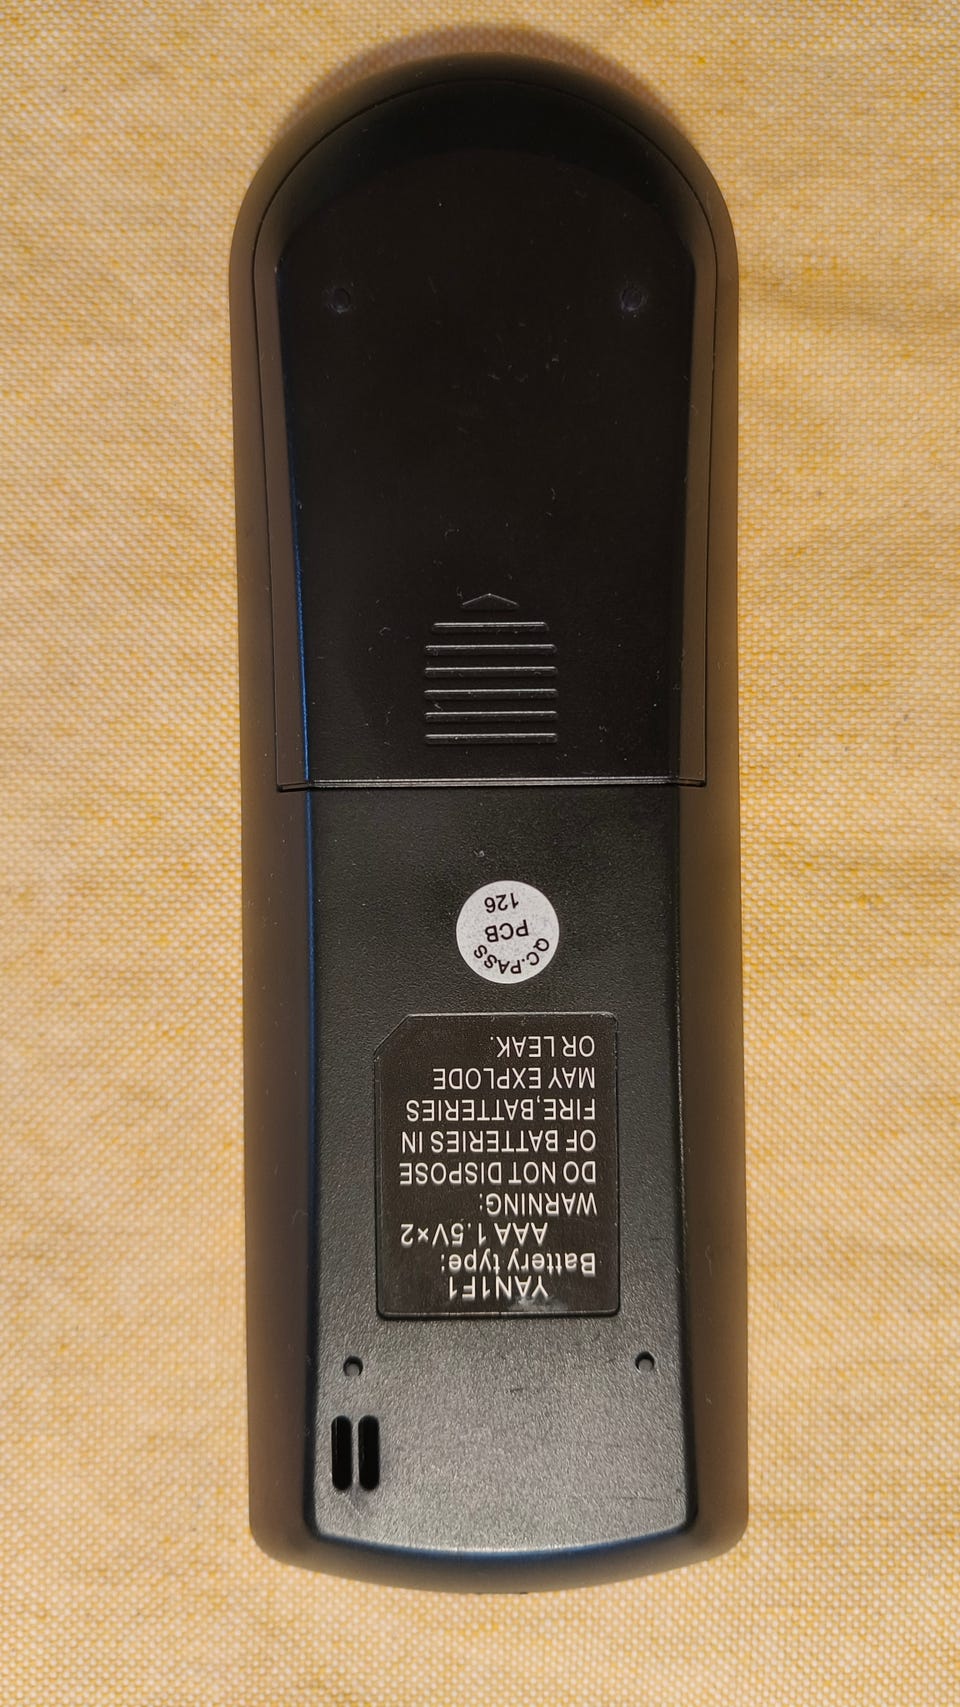 YAN1F1
Battery type:
AAA 1.5V×2
WARNING:
DO NOT DISPOSE
OF BATTERIES IN
FIRE,BATTERIES
MAY EXPLODE
OR LEAK.
Q.C.PASS
PCB
126